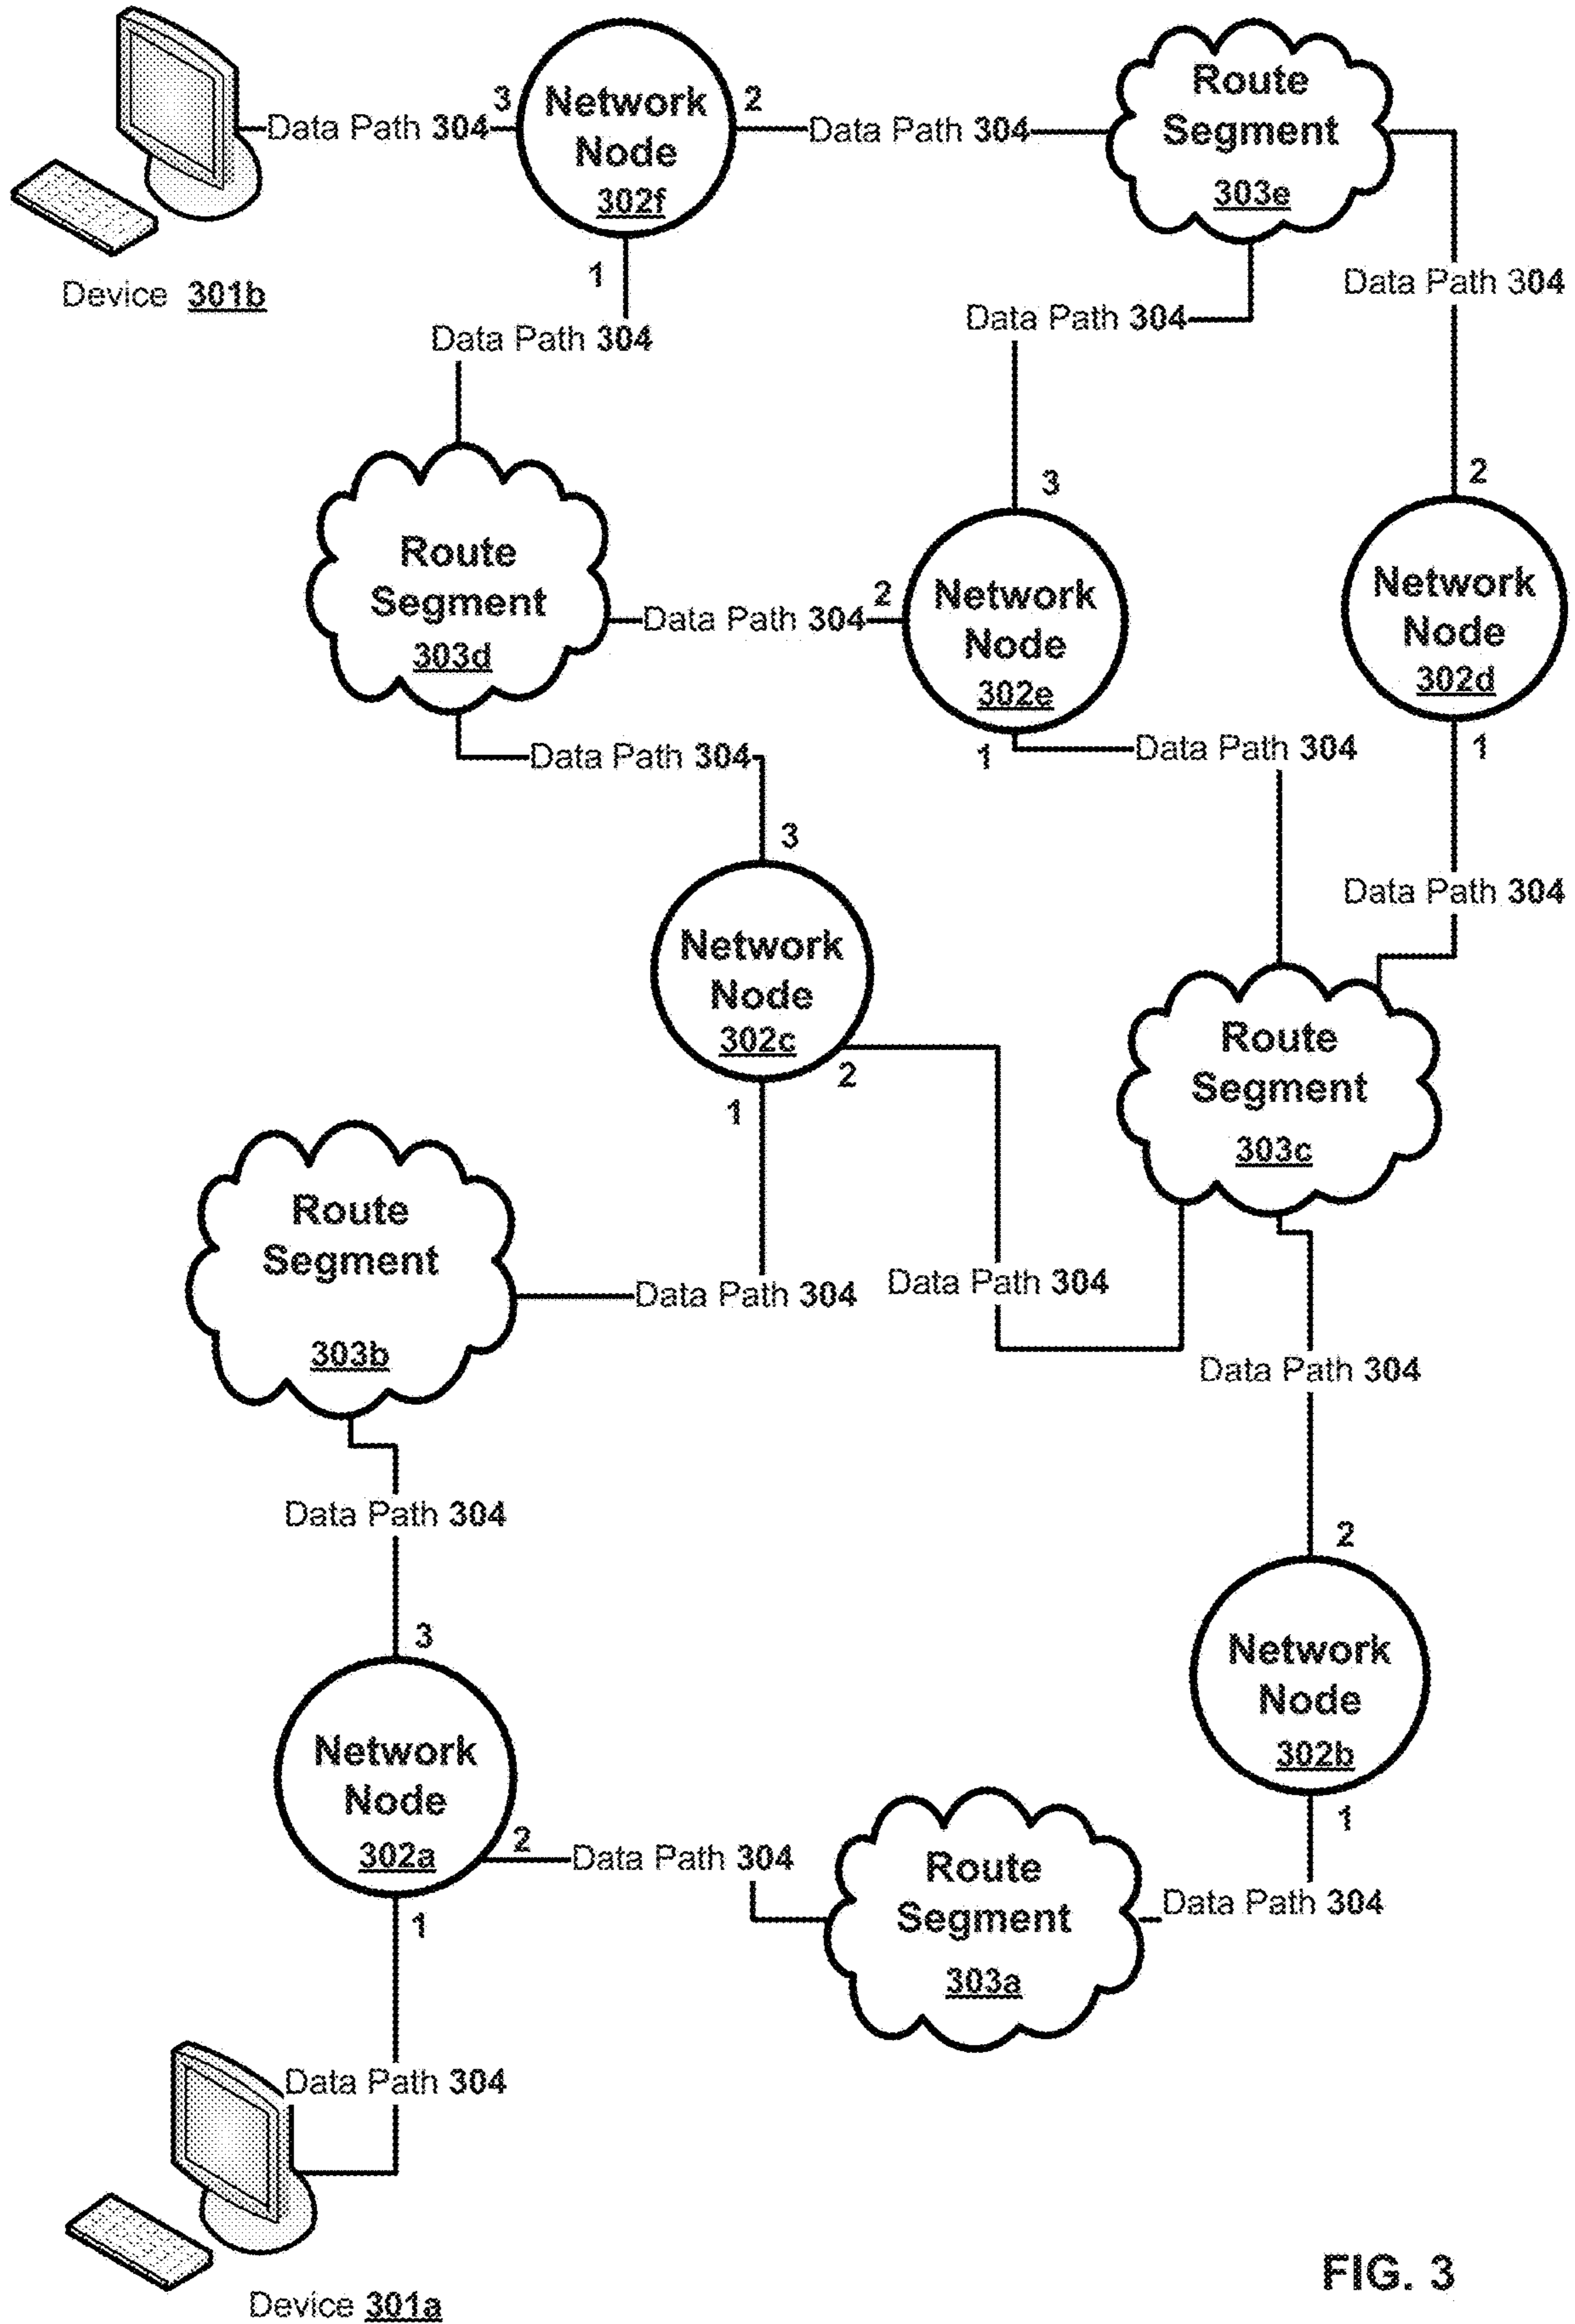 3
Network
Node
302f
2
1
Data Path 304
Data Path 304
Route
Segment
303e
Device 301b
Data Path 304
Data Path 304
Data Path 304
2
3
Route
Segment
303d
Data Path 304
2
Network
Node
302e
1
Network
Node
302d
1
Data Path 304
Data Path 304
3
Data Path 304
Network
Node
302c
2
1
Route
Segment
303c
Route
Segment
303b
Data Path 304
Data Path 304
Data Path 304
Data Path 304
2
3
Network
Node
302b
1
Network
Node
302a
2
1
Data Path 304
Route
Segment
303a
Data Path 304
Data Path 304
Device 301a
FIG. 3